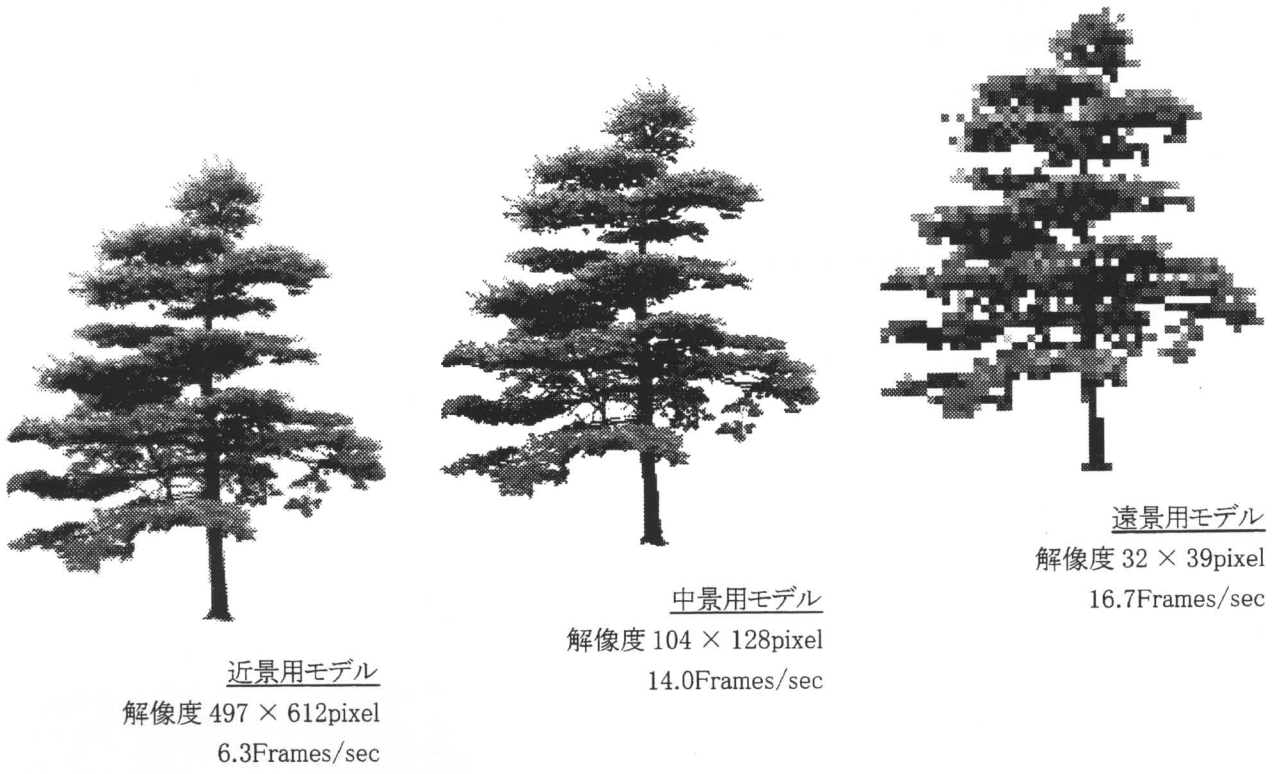 近景用モデル
解像度 497 × 612pixel
6.3Frames/sec
中景用モデル
解像度 104 × 128pixel
14.0Frames/sec
遠景用モデル
解像度 32 × 39pixel
16.7Frames/sec